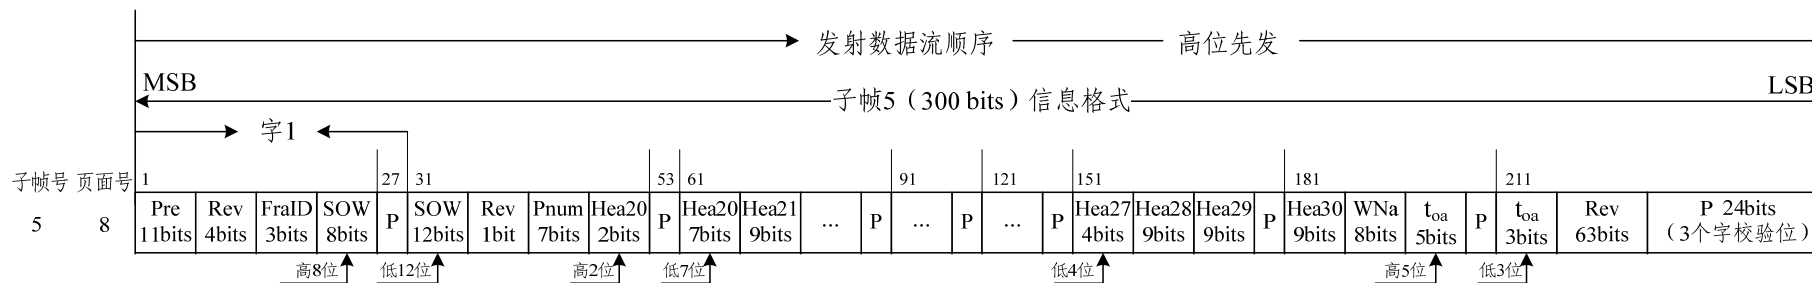 发射数据流顺序 高位先发
MSB LSB
子帧5（300 bits）信息格式
字1
子帧号 页面号 1 27 31 53 61 91 121 151 181 211
5 8 Pre 11bits Rev 4bits FraID 3bits SOW 8bits P SOW 12bits Rev 1bit Pnum 7bits Hea20 2bits P Hea20 7bits Hea21 9bits ... P ... P ... P Hea27 4bits Hea28 9bits Hea29 9bits P Hea30 9bits WNa 8bits toa 5bits P toa 3bits Rev 63bits P 24bits （3个字校验位）
高8位 低12位 高2位 低7位 低4位 高5位 低3位